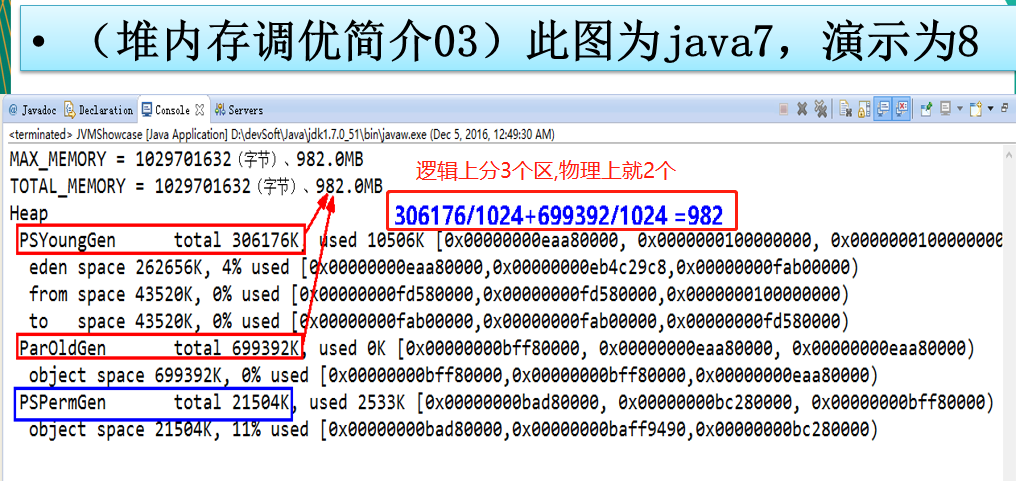 • （堆内存调优简介03）此图为java7，演示为8
@ Javadoc Declaration Console Servers
<terminated> JVMShowcase [Java Application] D:\devSoft\Java\jdk1.7.0_51\bin\javaw.exe (Dec 5, 2016, 12:49:30 AM)
MAX_MEMORY = 1029701632（字节）、982.0MB
逻辑上分3个区,物理上就2个
TOTAL_MEMORY = 1029701632（字节）、982.0MB
306176/1024+699392/1024 =982
Heap
PSYoungGen total 306176K, used 10506K [0x00000000eaa80000, 0x0000000100000000, 0x0000000100000000
eden space 262656K, 4% used [0x00000000eaa80000,0x00000000eb4c29c8,0x00000000fab00000)
from space 43520K, 0% used [0x00000000fd580000,0x00000000fd580000,0x0000000100000000)
to space 43520K, 0% used [0x00000000fab00000,0x00000000fab00000,0x00000000fd580000)
ParOldGen total 699392K, used 0K [0x00000000bff80000, 0x00000000eaa80000, 0x00000000eaa80000)
object space 699392K, 0% used [0x00000000bff80000,0x00000000bff80000,0x00000000eaa80000)
PSPermGen total 21504K, used 2533K [0x00000000bad80000, 0x00000000bc280000, 0x00000000bff80000)
object space 21504K, 11% used [0x00000000bad80000,0x00000000baff9490,0x00000000bc280000)